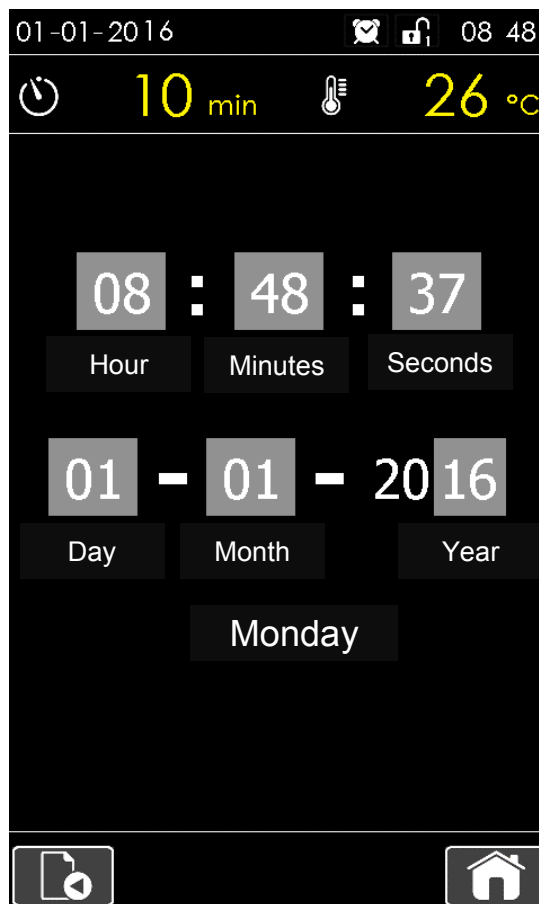 01-01-2016 1 08 48
10 min 26 °C
08 : 48 : 37
Hour Minutes Seconds
01 - 01 - 2016
Day Month Year
Monday